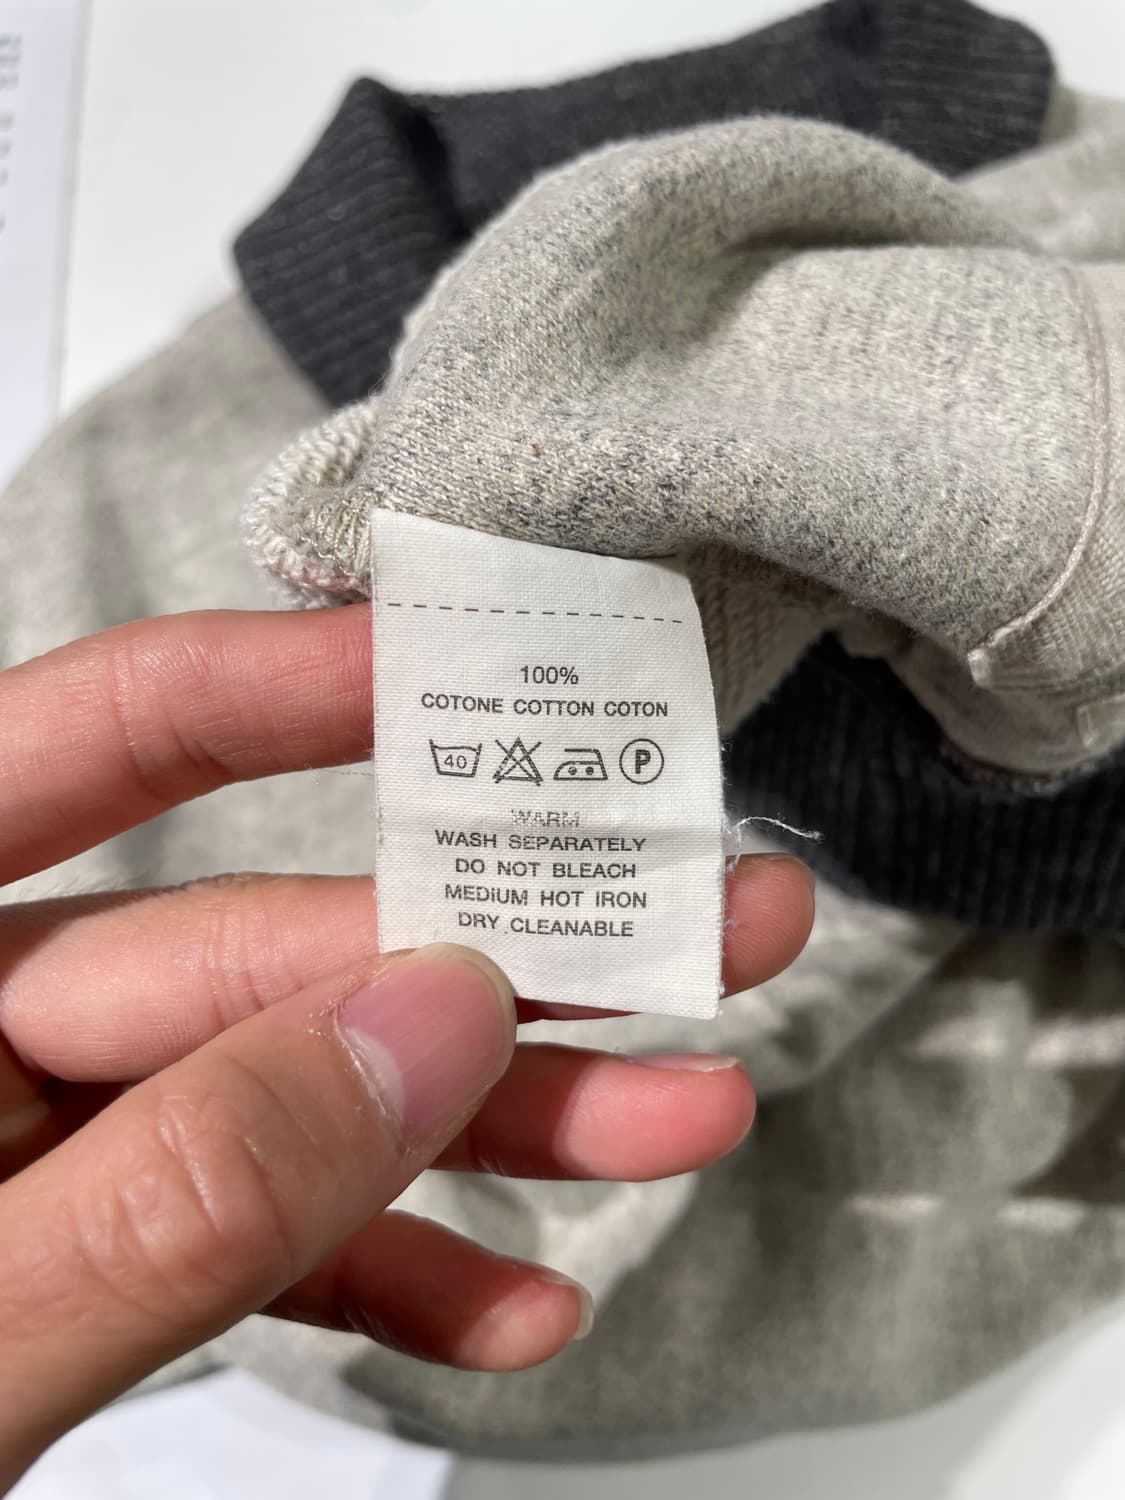 100%
COTONE COTTON COTON
40 P
WARM
WASH SEPARATELY
DO NOT BLEACH
MEDIUM HOT IRON
DRY CLEANABLE